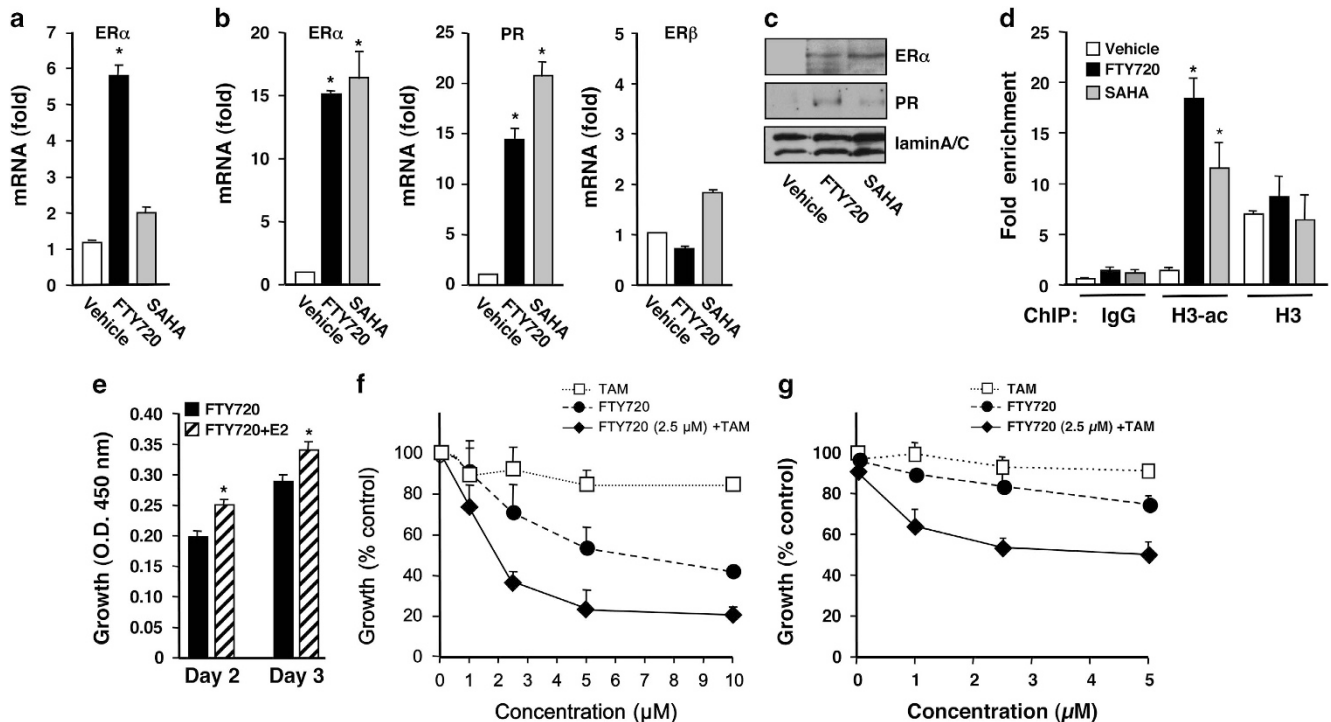 a
ERα
mRNA (fold)
7
6
5
4
3
2
1
0
*
Vehicle
FTY720
SAHA
b
ERα
mRNA (fold)
20
15
10
5
0
*
*
Vehicle
FTY720
SAHA
PR
mRNA (fold)
25
20
15
10
5
0
*
*
Vehicle
FTY720
SAHA
ERβ
mRNA (fold)
5
4
3
2
1
0
Vehicle
FTY720
SAHA
c
ERα
PR
laminA/C
Vehicle
FTY720
SAHA
d
Fold enrichment
25
20
15
10
5
0
Vehicle
FTY720
SAHA
*
*
ChIP: IgG H3-ac H3
e
Growth (O.D. 450 nm)
0.40
0.35
0.30
0.25
0.20
0.15
0.10
0.05
0
FTY720
FTY720+E2
*
*
Day 2 Day 3
f
TAM
FTY720
FTY720 (2.5 µM) +TAM
Growth (% control)
100
80
60
40
20
0
0 1 2 3 4 5 6 7 8 9 10
Concentration (µM)
g
TAM
FTY720
FTY720 (2.5 µM) +TAM
Growth (% control)
100
80
60
40
20
0
0 1 2 3 4 5
Concentration (µM)